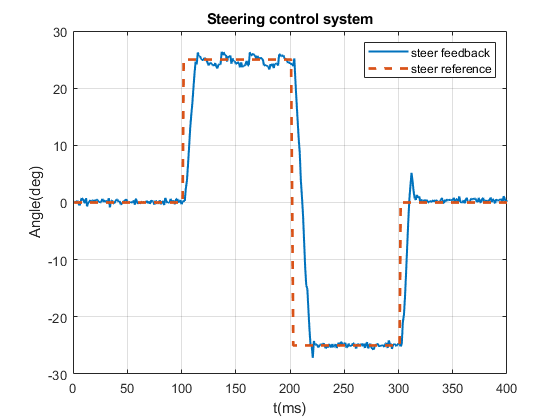 Steering control system
steer feedback
steer reference
Angle(deg)
30
20
10
0
-10
-20
-30
0 50 100 150 200 250 300 350 400
t(ms)